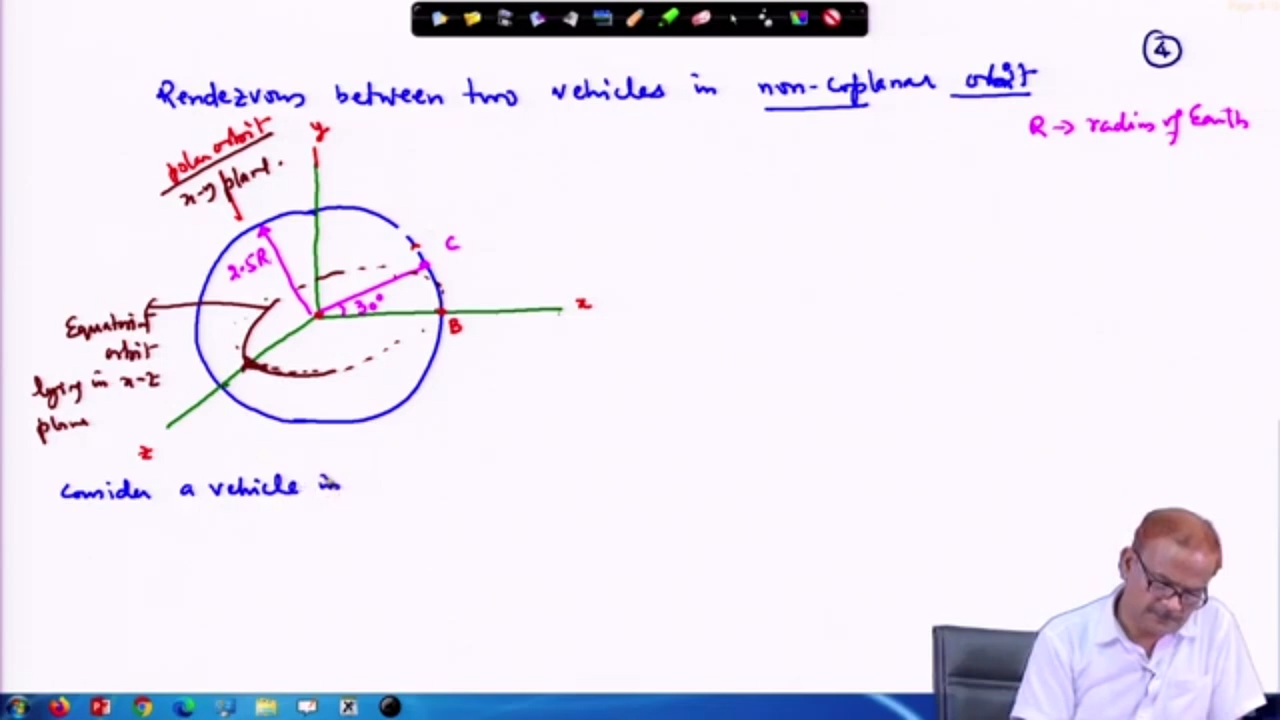 4
Rendezvous between two vehicles in non-coplanar orbit
R → radius of Earth
y
polar orbit
x-y plane.
C
2.5R
30°
x
B
Equatorial
orbit
lying in x-z
plane
z
Consider a vehicle in